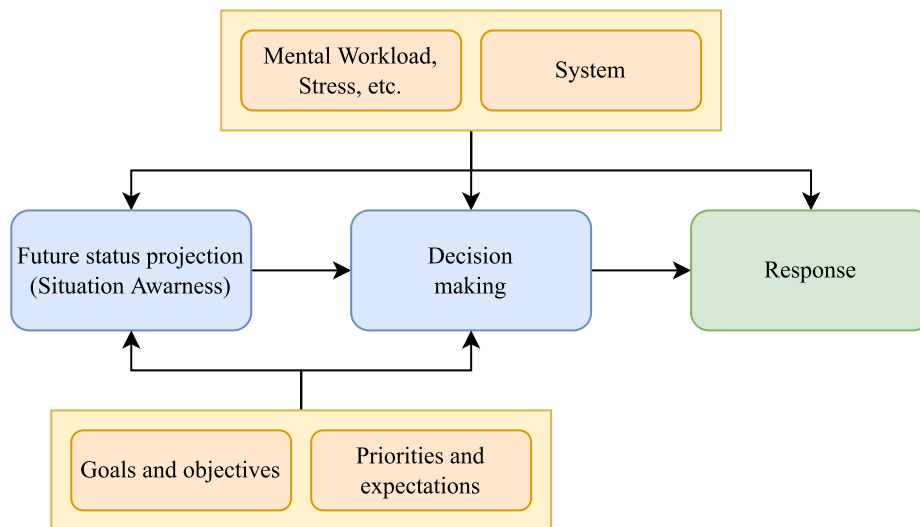 Mental Workload,
Stress, etc.
System
Future status projection
(Situation Awarness)
Decision
making
Response
Goals and objectives
Priorities and
expectations